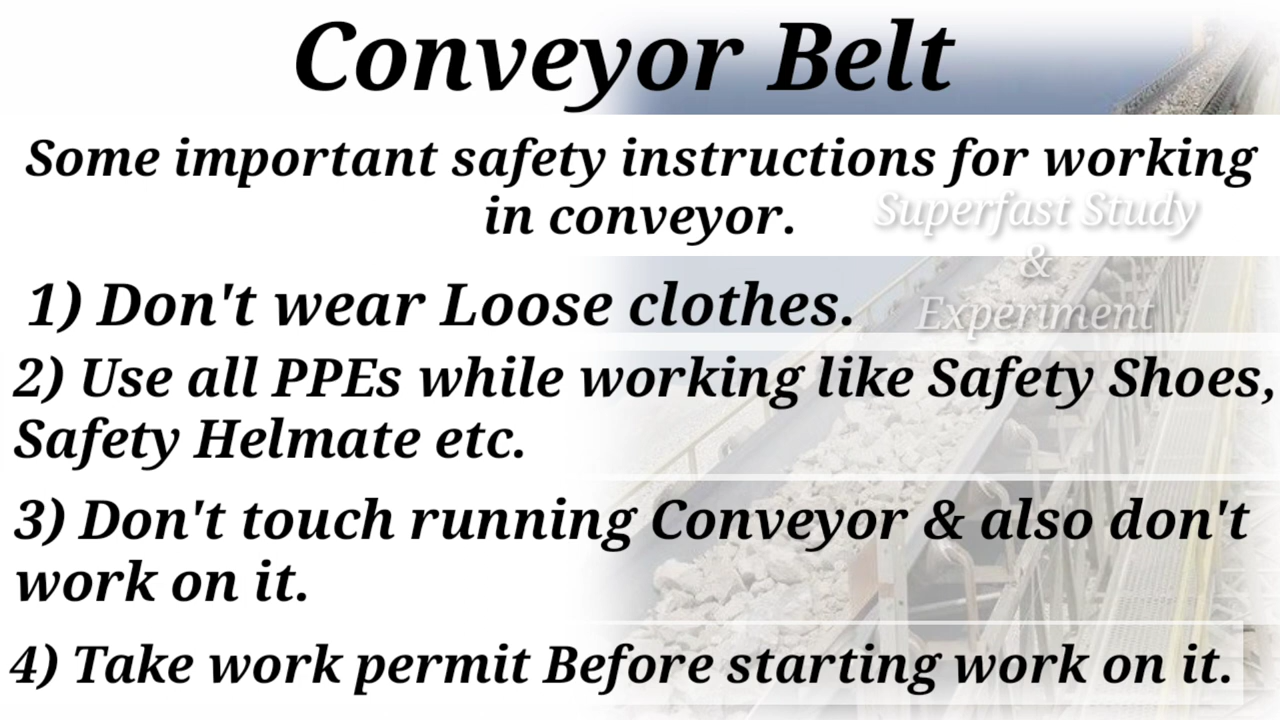 Conveyor Belt
Some important safety instructions for working
in conveyor.
Superfast Study
&
Experiment
1) Don't wear Loose clothes.
2) Use all PPEs while working like Safety Shoes,
Safety Helmate etc.
3) Don't touch running Conveyor & also don't
work on it.
4) Take work permit Before starting work on it.